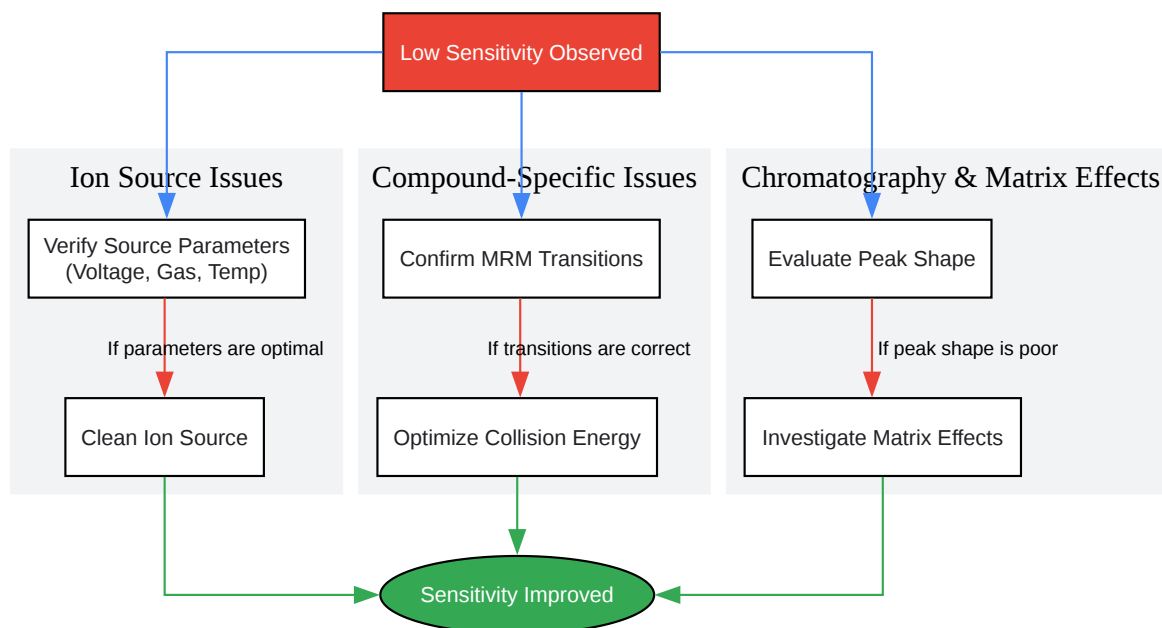 Low Sensitivity Observed
Ion Source Issues
Compound-Specific Issues
Chromatography & Matrix Effects
Verify Source Parameters
(Voltage, Gas, Temp)
Confirm MRM Transitions
Evaluate Peak Shape
If parameters are optimal
If transitions are correct
If peak shape is poor
Clean Ion Source
Optimize Collision Energy
Investigate Matrix Effects
Sensitivity Improved